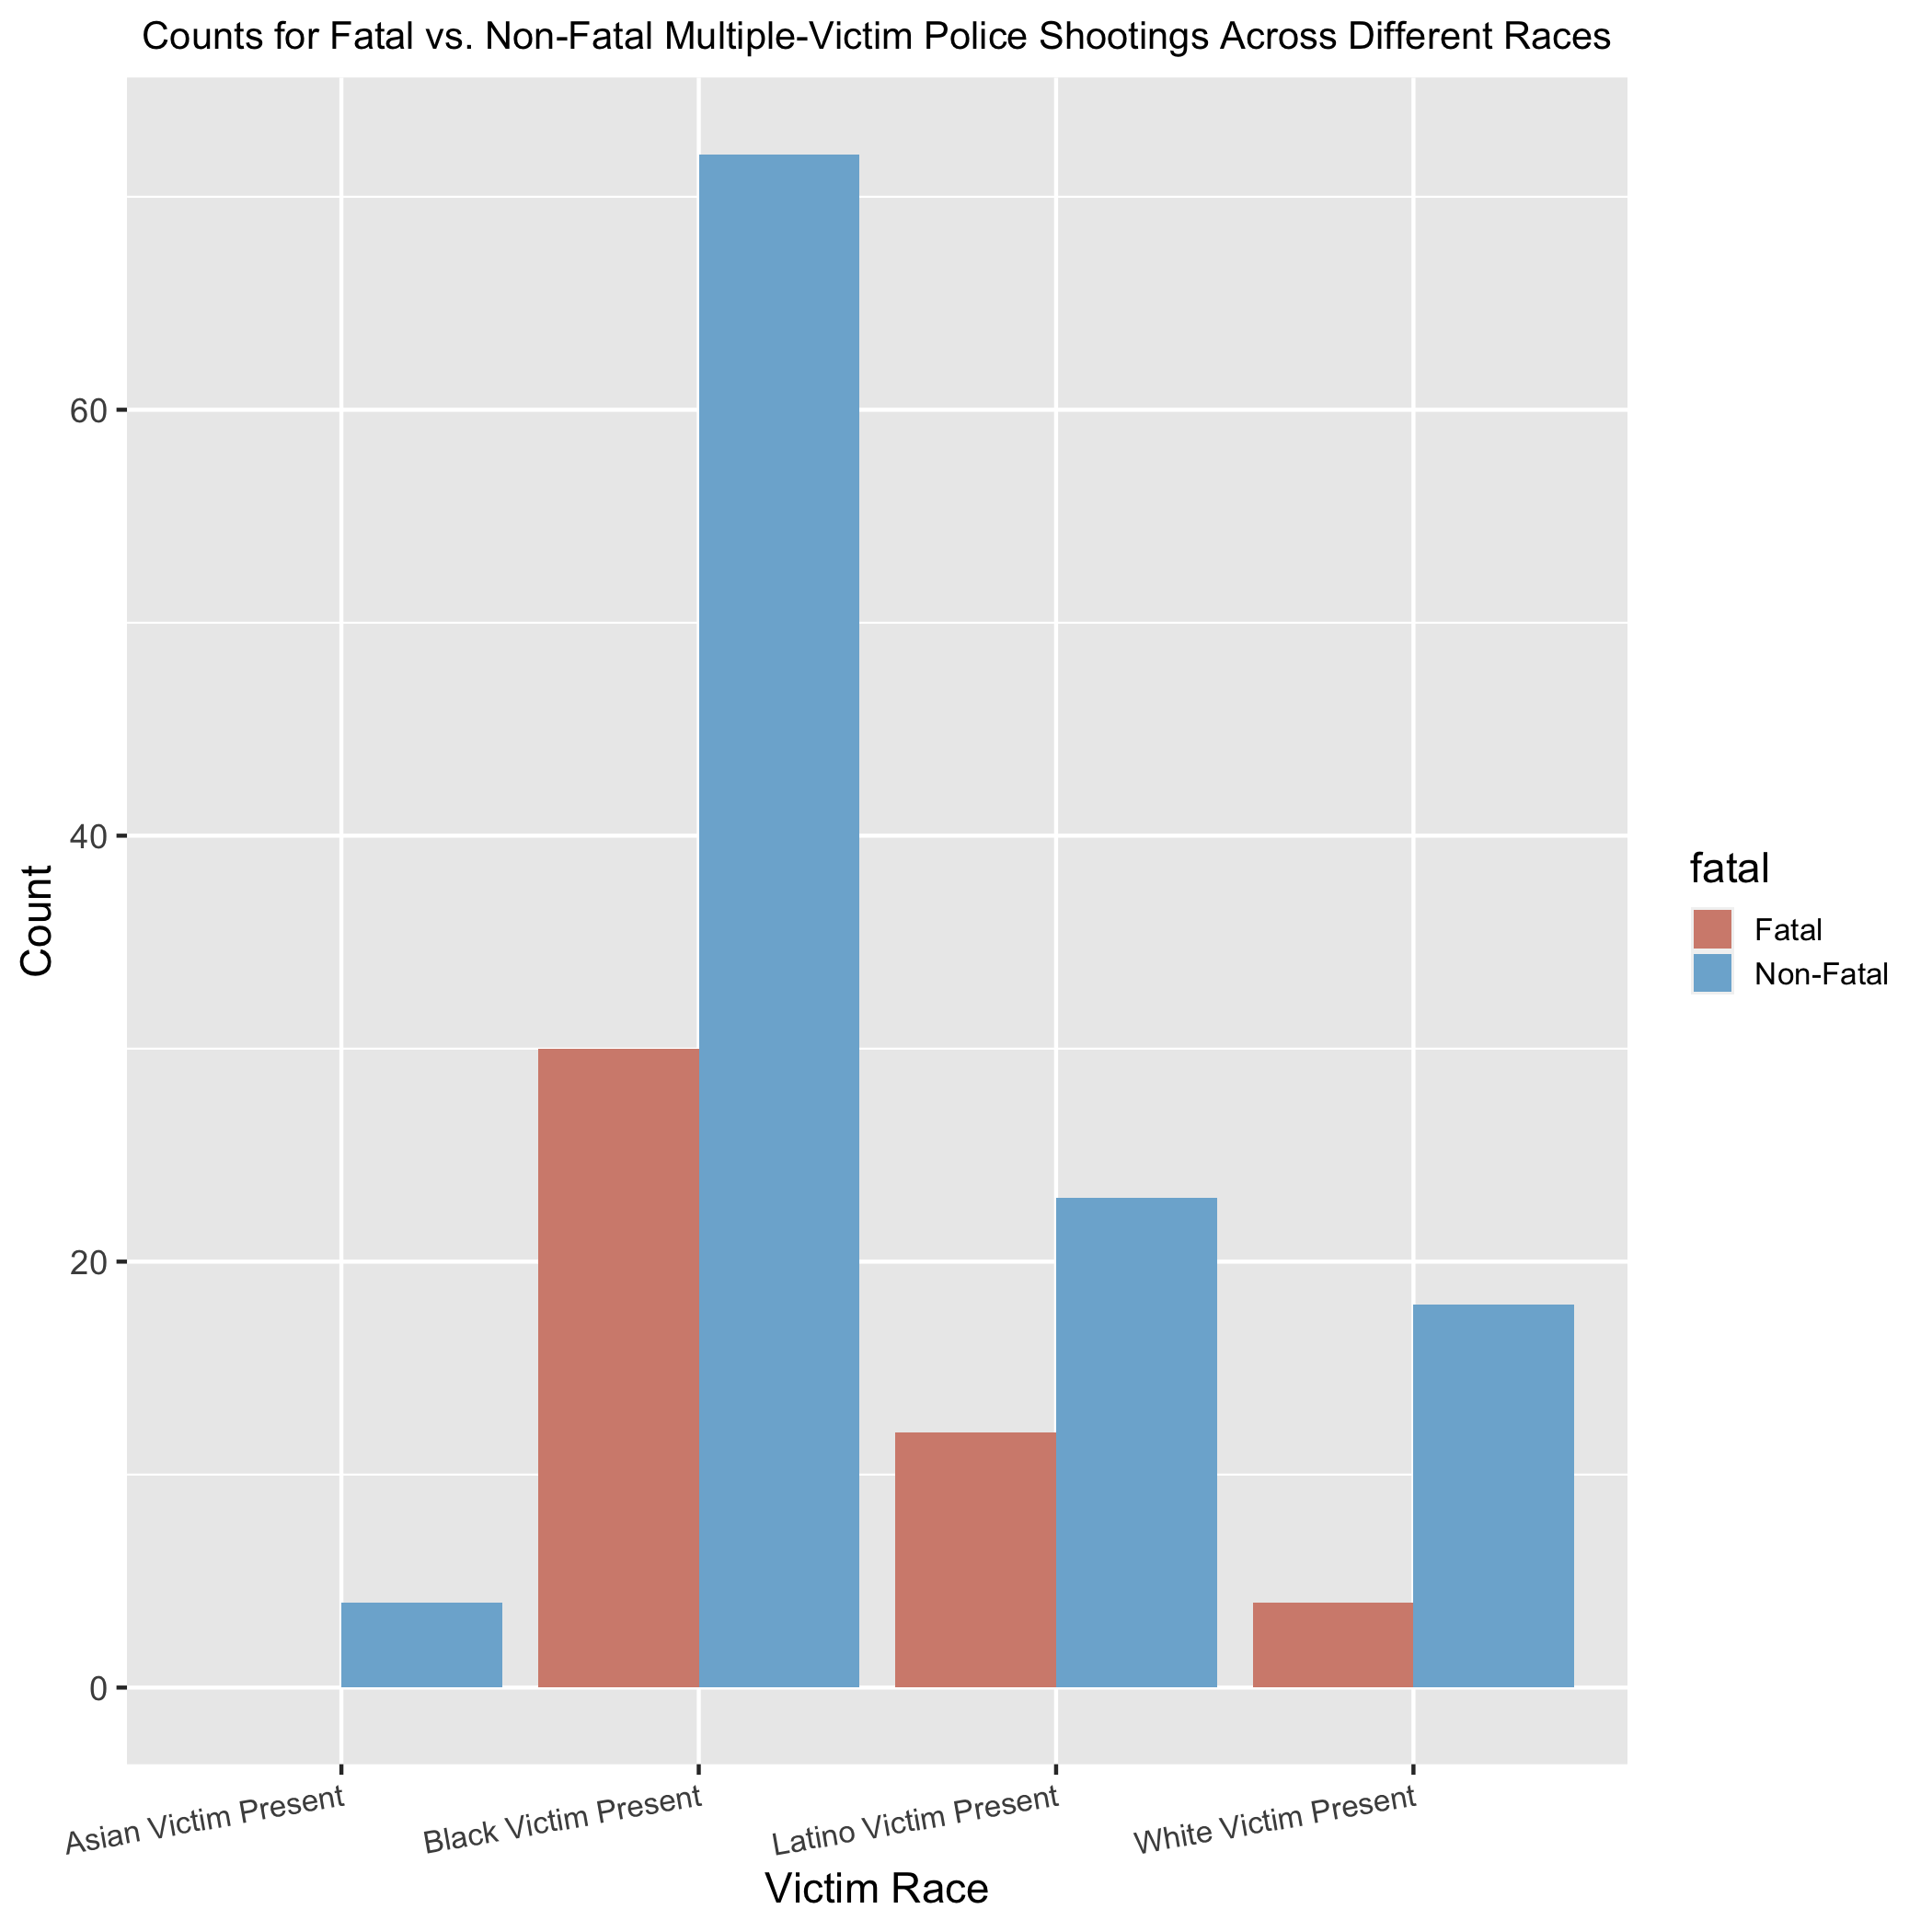 Counts for Fatal vs. Non-Fatal Multiple-Victim Police Shootings Across Different Races
60
40
20
0
Count
Asian Victim Present
Black Victim Present
Latino Victim Present
White Victim Present
Victim Race
fatal
Fatal
Non-Fatal